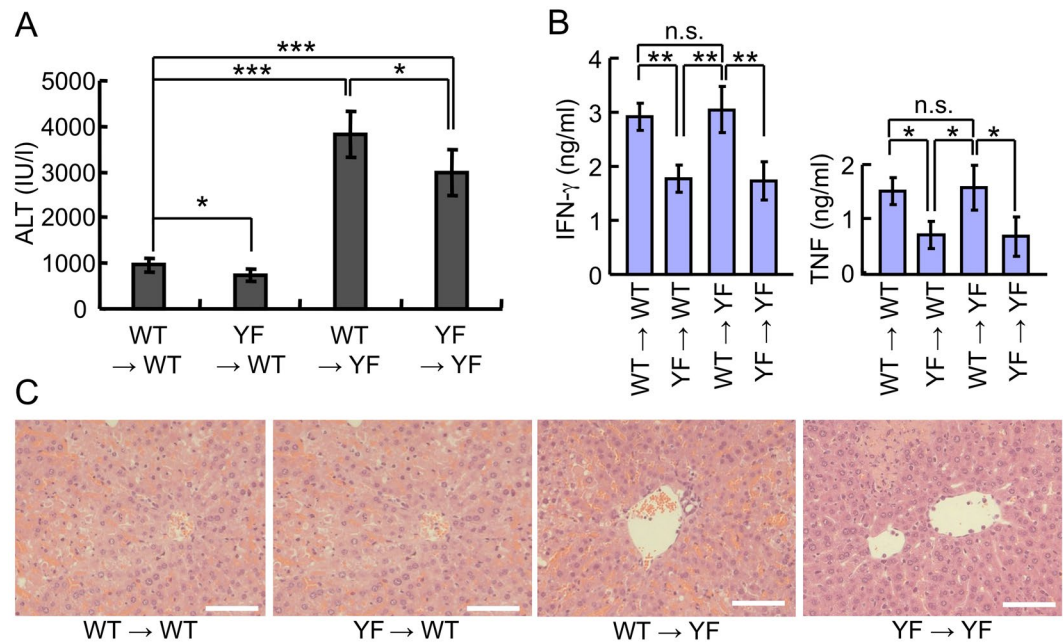 A
ALT (IU/l)
5000
4000
3000
2000
1000
0
***
***
*
*
WT
→ WT
YF
→ WT
WT
→ YF
YF
→ YF
B
IFN-γ (ng/ml)
4
3
2
1
0
n.s.
** ** **
WT → WT
YF → WT
WT → YF
YF → YF
TNF (ng/ml)
2
1
0
n.s.
* * *
WT → WT
YF → WT
WT → YF
YF → YF
C
WT → WT
YF → WT
WT → YF
YF → YF